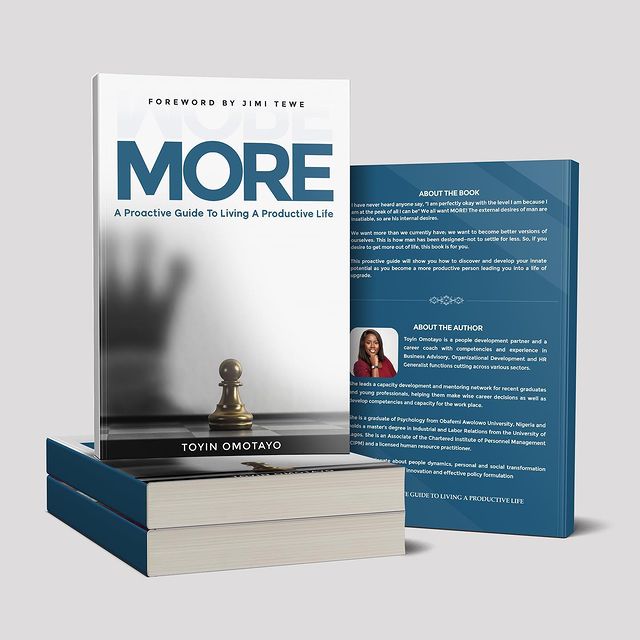 FOREWORD BY JIMI TEWE
MORE
A Proactive Guide To Living A Productive Life
TOYIN OMOTAYO
ABOUT THE BOOK
I have never heard anyone say, "I am perfectly okay with the level I am because I
am at the peak of all I can be" We all want MORE! The external desires of man are
insatiable, so are his internal desires.
We want more than we currently have; we want to become better versions of
ourselves. This is how man has been designed–not to settle for less. So, if you
desire to get more out of life, this book is for you.
This proactive guide will show you how to discover and develop your innate
potential as you become a more productive person leading you into a life of
upgrade.
ABOUT THE AUTHOR
Toyin Omotayo is a people development partner and a
career coach with competencies and experience in
Business Advisory, Organizational Development and HR
Generalist functions cutting across various sectors.
She leads a capacity development and mentoring network for recent graduates
and young professionals, helping them make wise career decisions as well as
develop competencies and capacity for the work place.
She is a graduate of Psychology from Obafemi Awolowo University, Nigeria and
holds a master's degree in Industrial and Labor Relations from the University of
Lagos. She is an Associate of the Chartered Institute of Personnel Management
(CIPM) and a licensed human resource practitioner.
about people dynamics, personal and social transformation
innovation and effective policy formulation
GUIDE TO LIVING A PRODUCTIVE LIFE